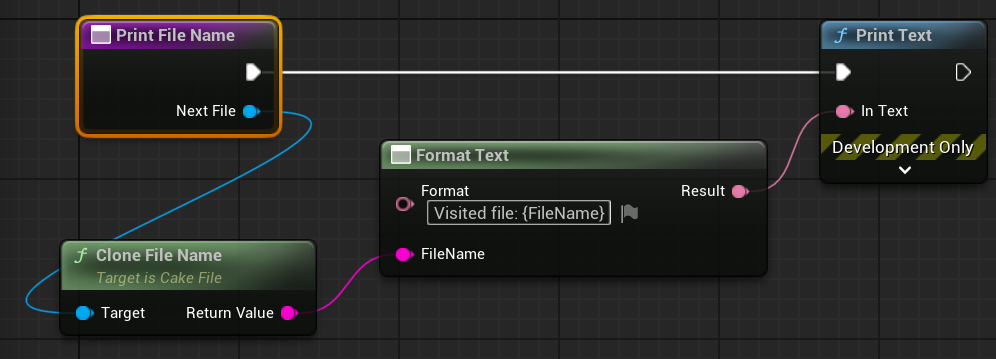 Print File Name
Next File
f Print Text
In Text
Development Only
Format Text
Format
Visited file: {FileName}
Result
FileName
f Clone File Name
Target is Cake File
Target
Return Value